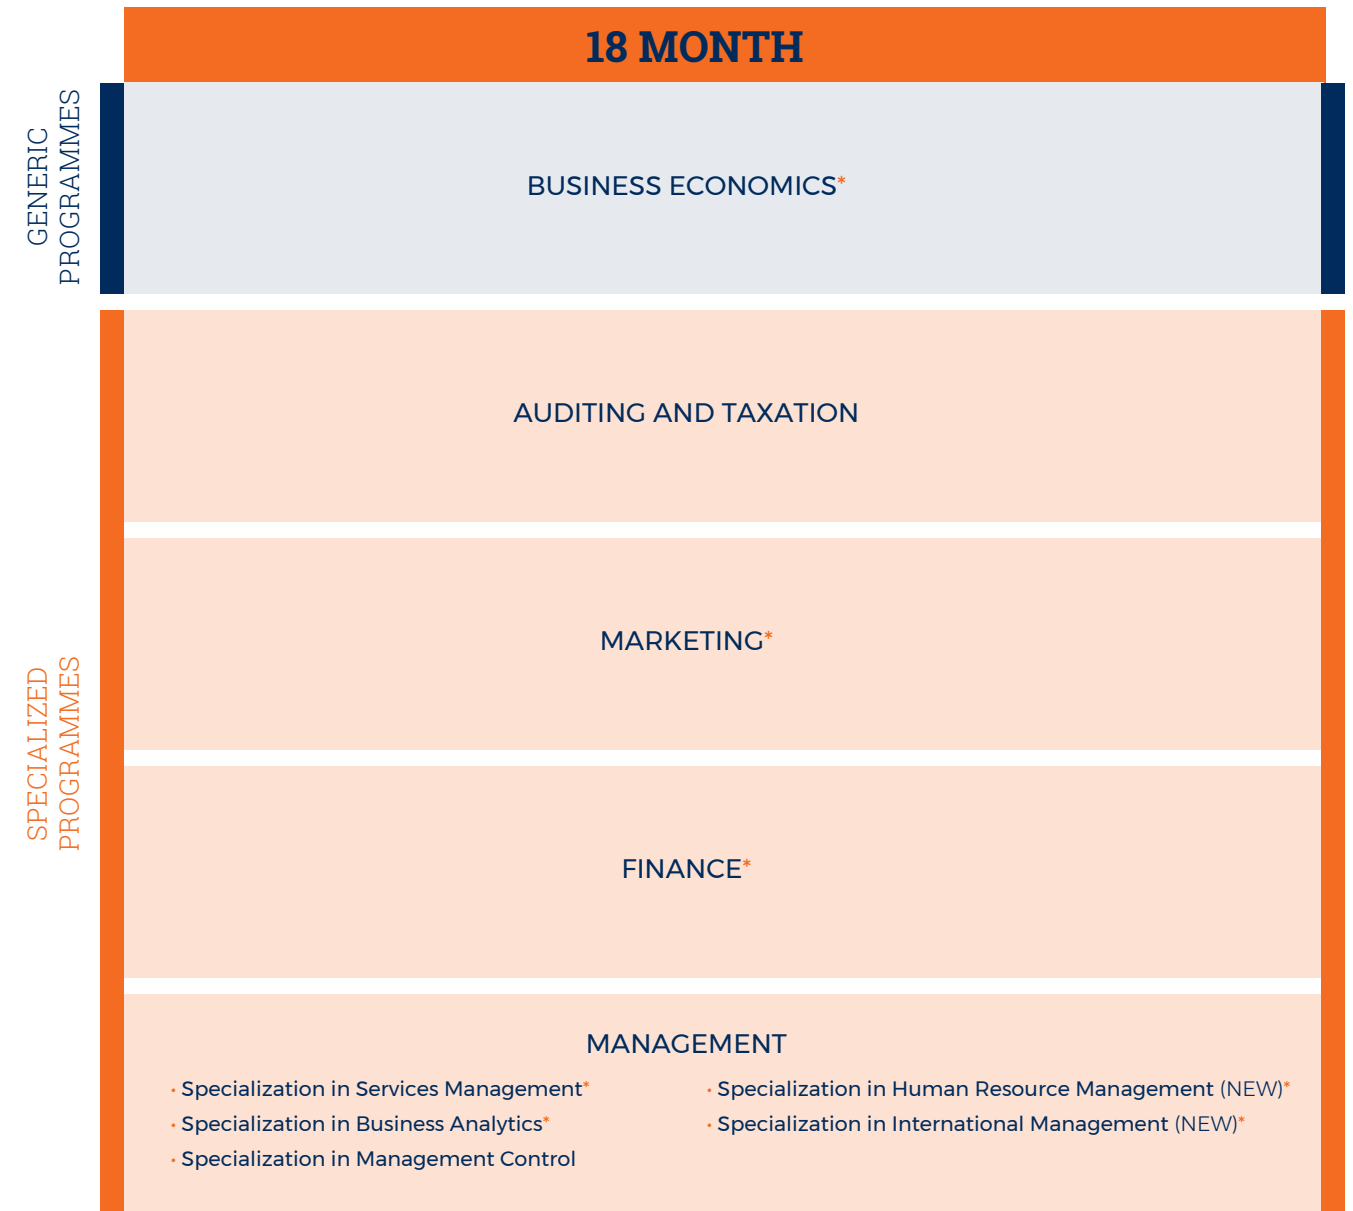 18 MONTH
GENERIC
PROGRAMMES
BUSINESS ECONOMICS*
SPECIALIZED
PROGRAMMES
AUDITING AND TAXATION
MARKETING*
FINANCE*
MANAGEMENT
• Specialization in Services Management*
• Specialization in Business Analytics*
• Specialization in Management Control
• Specialization in Human Resource Management (NEW)*
• Specialization in International Management (NEW)*